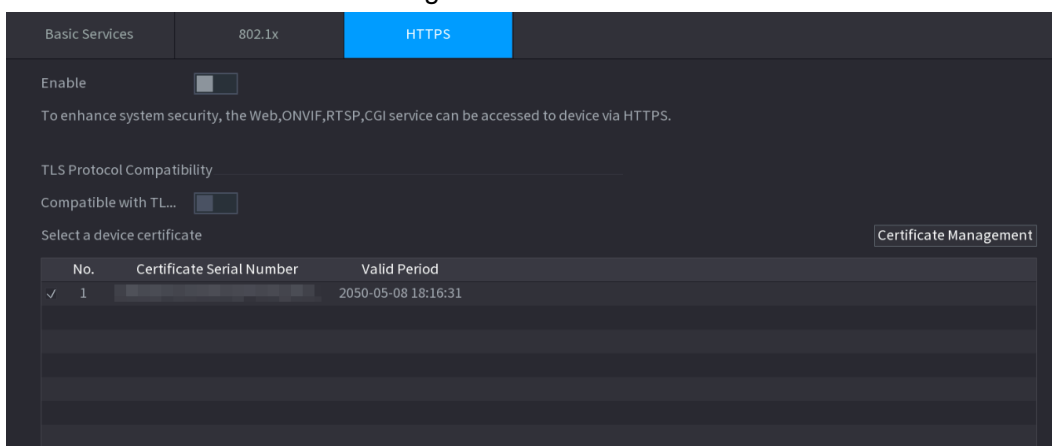 Basic Services 802.1x HTTPS
Enable
To enhance system security, the Web,ONVIF,RTSP,CGI service can be accessed to device via HTTPS.
TLS Protocol Compatibility
Compatible with TL...
Select a device certificate Certificate Management
No. Certificate Serial Number Valid Period
1 2050-05-08 18:16:31